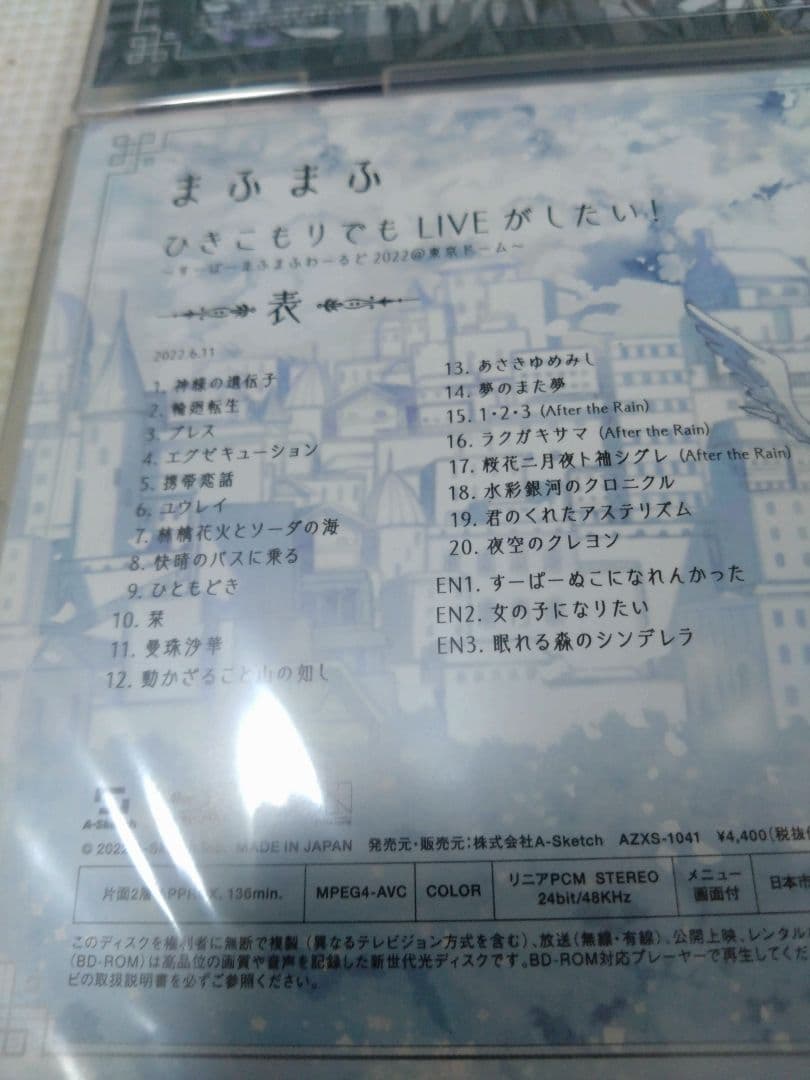 まふまふ
ひきこもりでもLIVEがしたい!
～すーぱーまふまふわーるど2022@東京ドーム～
表
2022.6.11
1. 神様の遺伝子
2. 輪廻転生
3. ブレス
4. エグゼキューション
5. 携帯恋話
6. ユウレイ
7. 林檎花火とソーダの海
8. 快晴のバスに乗る
9. ひともどき
10. 栞
11. 曼珠沙華
12. 動かざること山の如し
13. あさきゆめみし
14. 夢のまた夢
15. 1・2・3 (After the Rain)
16. ラクガキサマ (After the Rain)
17. 桜花ニ月夜ト袖シグレ (After the Rain)
18. 水彩銀河のクロニクル
19. 君のくれたアステリズム
20. 夜空のクレヨン
EN1. すーぱーぬこになれんかった
EN2. 女の子になりたい
EN3. 眠れる森のシンデレラ
A-Sketch
© 2022 MADE IN JAPAN 発売元・販売元:株式会社A-Sketch AZXS-1041 ¥4,400(税抜
片面2層 136min. MPEG4-AVC COLOR リニアPCM STEREO 24bit/48KHz メニュー画面付 日本市
このディスクを権利者に無断で複製(異なるテレビジョン方式を含む)、放送(無線・有線)、公開上映、レンタル
(BD-ROM)は高品位の画質や音声を記録した新世代光ディスクです。BD-ROM対応プレーヤーで再生してくだ
ビの取扱説明書を必ずご参照ください。